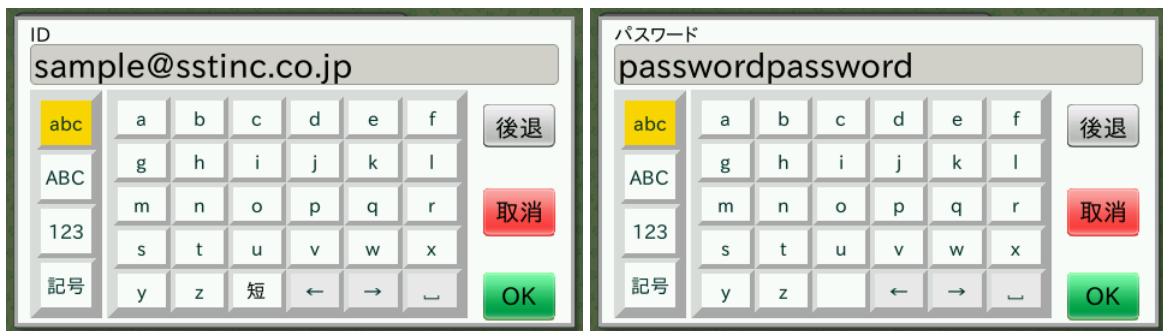 ID
sample@sstinc.co.jp
abc a b c d e f 後退
ABC g h i j k l
m n o p q r 取消
123 s t u v w x
記号 y z 短 ← → ⎵ OK
パスワード
passwordpassword
abc a b c d e f 後退
ABC g h i j k l
m n o p q r 取消
123 s t u v w x
記号 y z ← → ⎵ OK